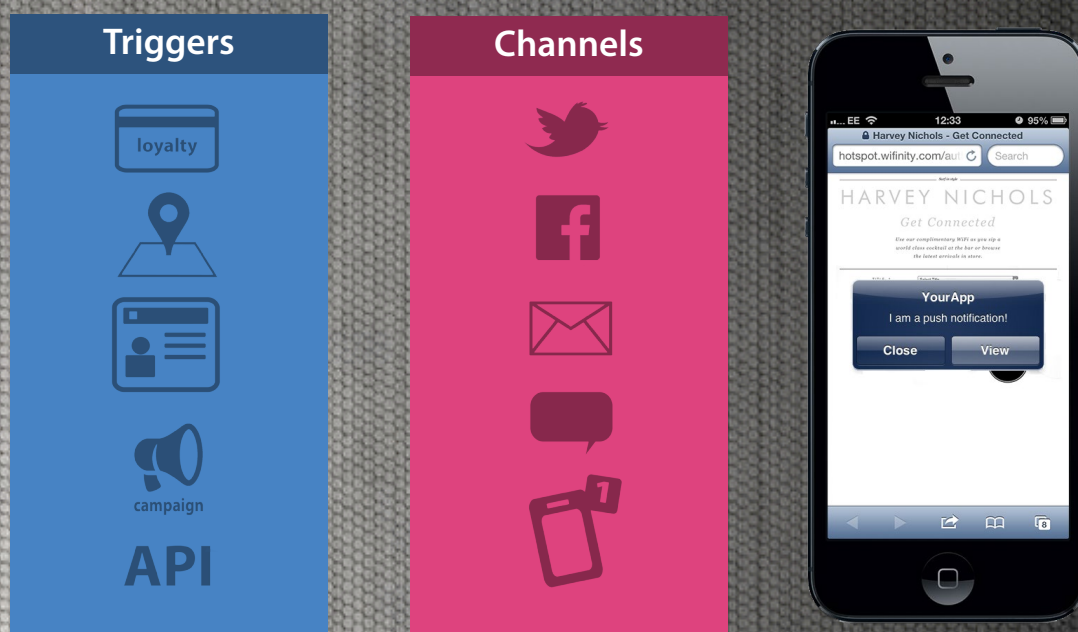 Triggers
loyalty
campaign
API
Channels
1
EE 12:33 95%
Harvey Nichols - Get Connected
hotspot.wifinity.com/aut Search
HARVEY NICHOLS
Get Connected
Use our complimentary WiFi as you sip a
world class cocktail at the bar or browse
the latest arrivals in store.
YourApp
I am a push notification!
Close View
8